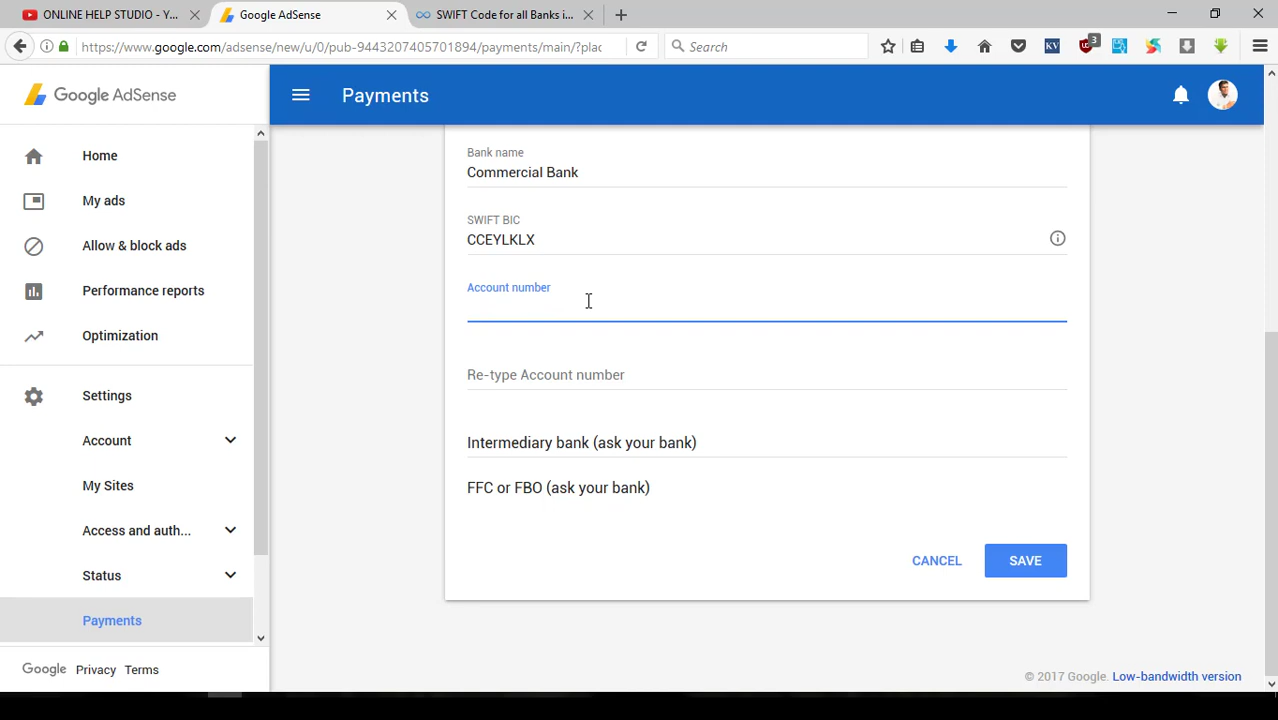 ONLINE HELP STUDIO - Y...
Google AdSense
SWIFT Code for all Banks i...
https://www.google.com/adsense/new/u/0/pub-9443207405701894/payments/main/?plac
Search
KV
3
Google AdSense
Payments
Home
My ads
Allow & block ads
Performance reports
Optimization
Settings
Account
My Sites
Access and auth...
Status
Payments
Google Privacy Terms
Bank name
Commercial Bank
SWIFT BIC
CCEYLKLX
Account number
Re-type Account number
Intermediary bank (ask your bank)
FFC or FBO (ask your bank)
CANCEL
SAVE
© 2017 Google. Low-bandwidth version